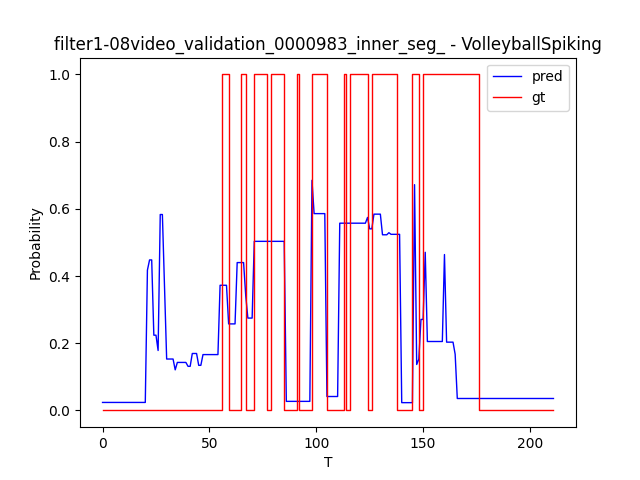 filter1-08video_validation_0000983_inner_seg_ - VolleyballSpiking
pred
gt
1.0
0.8
0.6
0.4
0.2
0.0
Probability
0
50
100
150
200
T